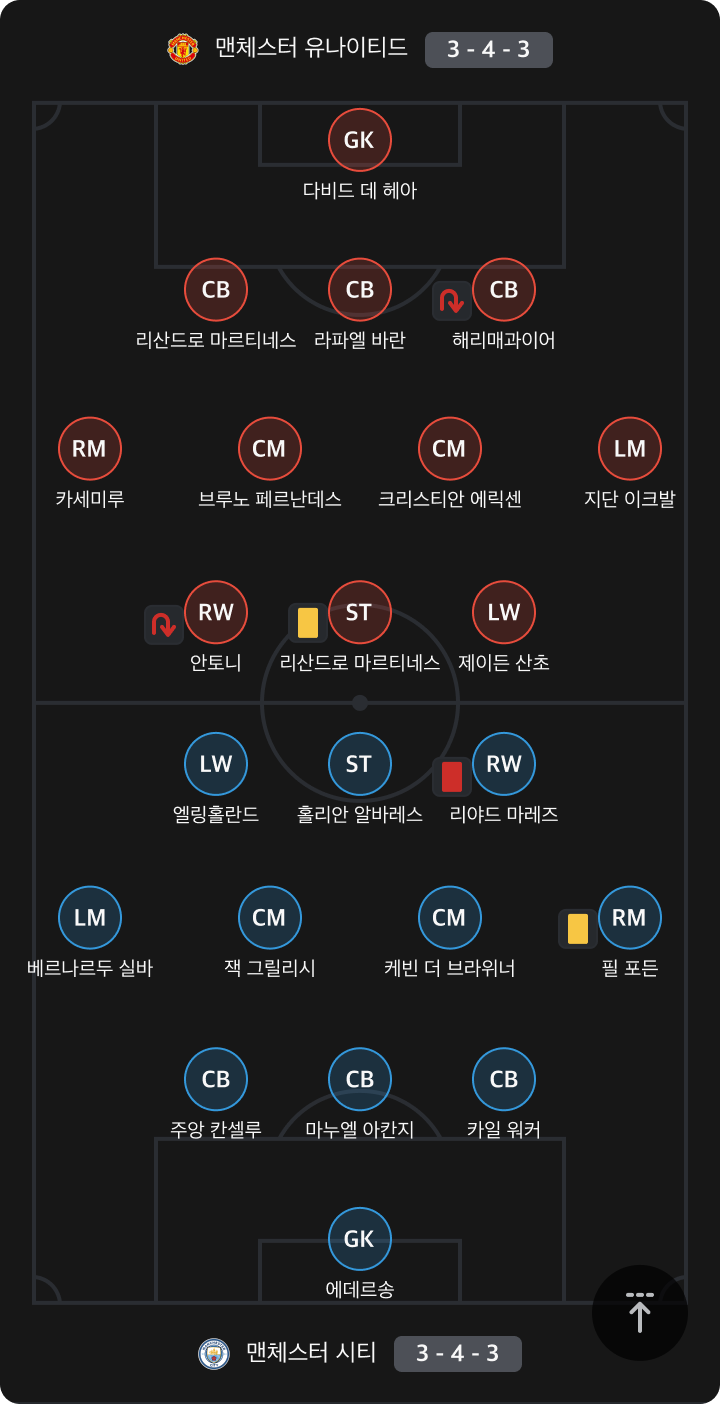 맨체스터 유나이티드 3 - 4 - 3
GK
다비드 데 헤아
CB CB CB
리산드로 마르티네스 라파엘 바란 해리매과이어
RM CM CM LM
카세미루 브루노 페르난데스 크리스티안 에릭센 지단 이크발
RW ST LW
안토니 리산드로 마르티네스 제이든 산초
LW ST RW
엘링홀란드 홀리안 알바레스 리야드 마레즈
LM CM CM RM
베르나르두 실바 잭 그릴리시 케빈 더 브라위너 필 포든
CB CB CB
주앙 칸셀루 마누엘 아칸지 카일 워커
GK
에데르송
맨체스터 시티 3 - 4 - 3